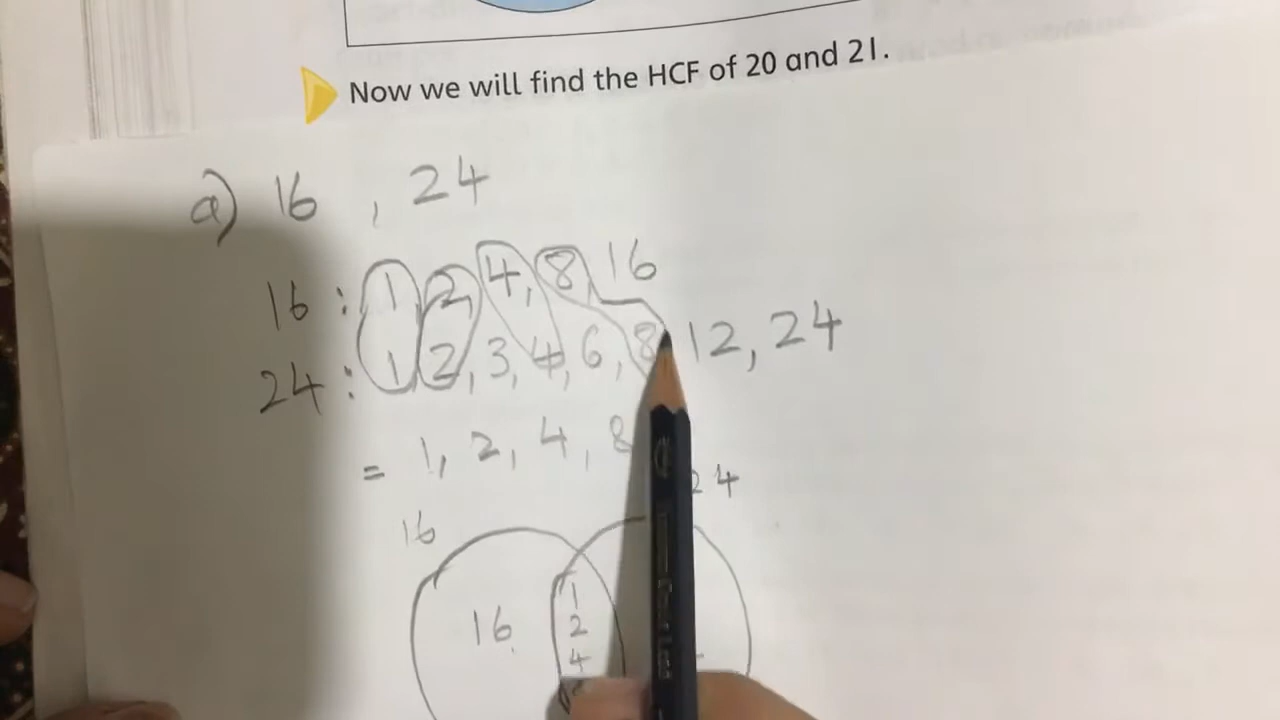 Now we will find the HCF of 20 and 21.
a) 16 , 24
16 : 1 2, 4, 8, 16
24 : 1 2, 3, 4, 6, 8 12, 24
= 1, 2, 4, 8
24
16
16
1
2
4